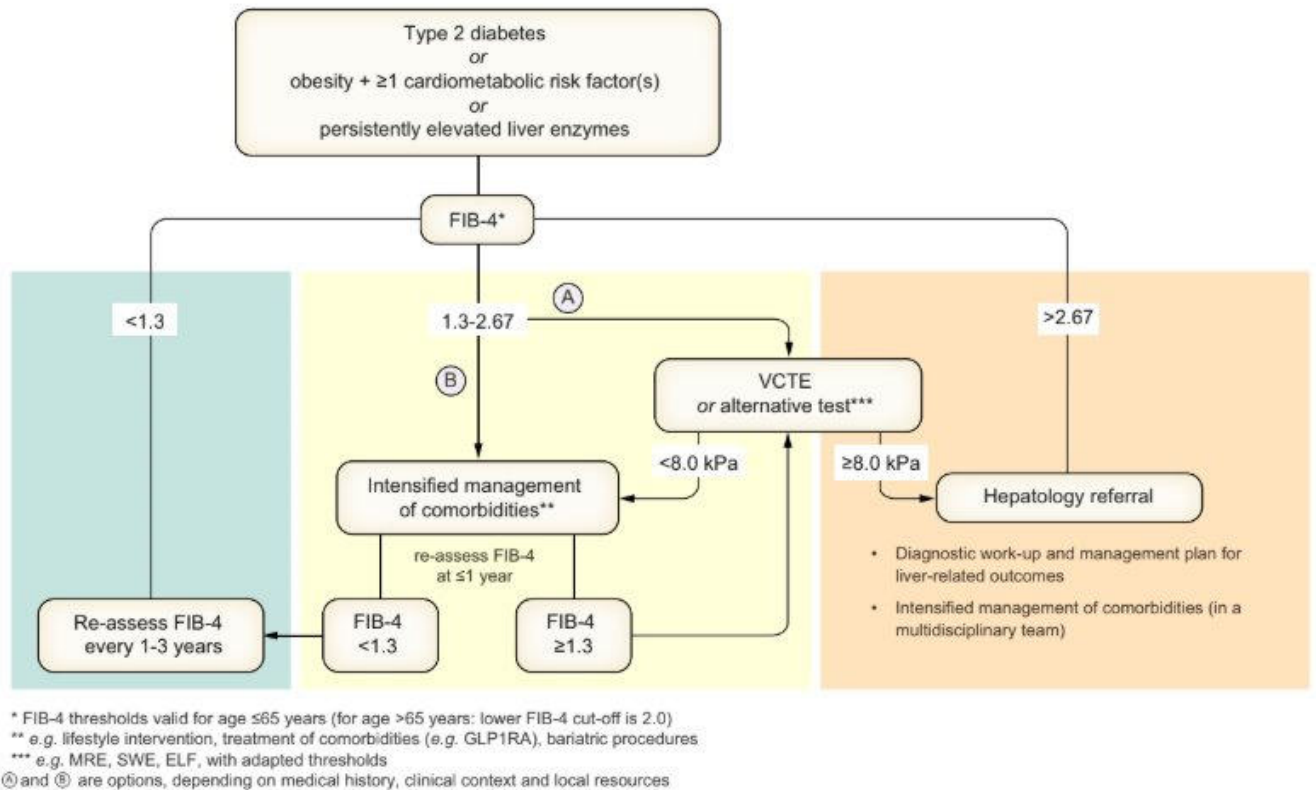 Type 2 diabetes
or
obesity + ≥1 cardiometabolic risk factor(s)
or
persistently elevated liver enzymes
FIB-4*
<1.3
1.3-2.67
A
>2.67
B
VCTE
or alternative test***
<8.0 kPa
≥8.0 kPa
Intensified management
of comorbidities**
Hepatology referral
re-assess FIB-4
at ≤1 year
• Diagnostic work-up and management plan for
liver-related outcomes
• Intensified management of comorbidities (in a
multidisciplinary team)
Re-assess FIB-4
every 1-3 years
FIB-4
<1.3
FIB-4
≥1.3
* FIB-4 thresholds valid for age ≤65 years (for age >65 years: lower FIB-4 cut-off is 2.0)
** e.g. lifestyle intervention, treatment of comorbidities (e.g. GLP1RA), bariatric procedures
*** e.g. MRE, SWE, ELF, with adapted thresholds
Ⓐ and Ⓑ are options, depending on medical history, clinical context and local resources